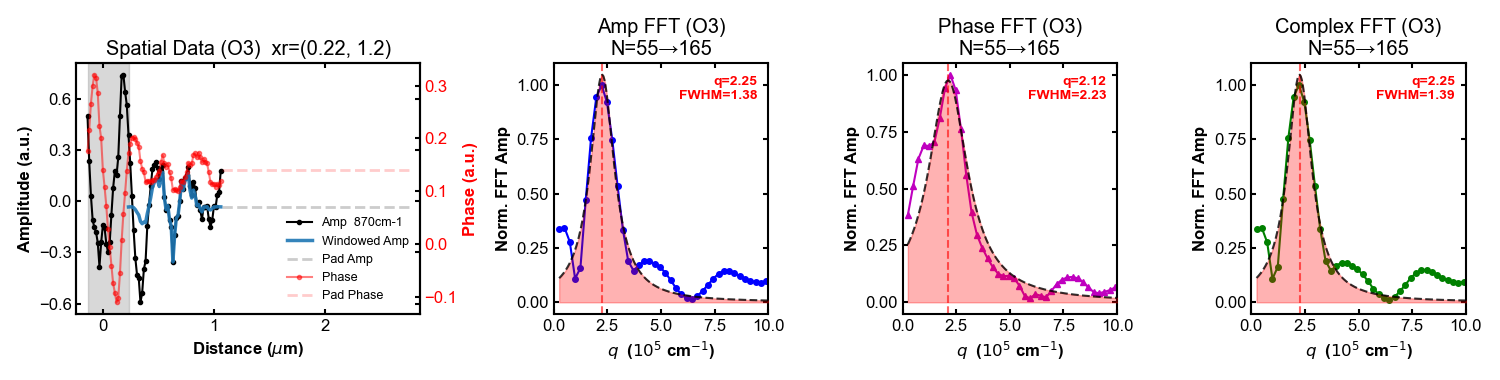 Spatial Data (O3)  xr=(0.22, 1.2)
Amplitude (a.u.)
0.6
0.3
0.0
−0.3
−0.6
0
1
2
Distance (μm)
0.3
0.2
0.1
0.0
−0.1
Phase (a.u.)
Amp  870cm-1
Windowed Amp
Pad Amp
Phase
Pad Phase
Amp FFT (O3)
N=55→165
q=2.25
FWHM=1.38
Norm. FFT Amp
1.00
0.75
0.50
0.25
0.00
0.0
2.5
5.0
7.5
10.0
q (10⁵ cm⁻¹)
Phase FFT (O3)
N=55→165
q=2.12
FWHM=2.23
Norm. FFT Amp
1.00
0.75
0.50
0.25
0.00
0.0
2.5
5.0
7.5
10.0
q (10⁵ cm⁻¹)
Complex FFT (O3)
N=55→165
q=2.25
FWHM=1.39
Norm. FFT Amp
1.00
0.75
0.50
0.25
0.00
0.0
2.5
5.0
7.5
10.0
q (10⁵ cm⁻¹)